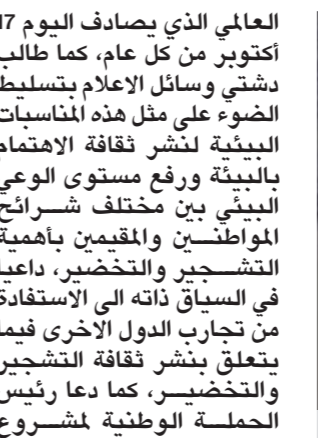 العالمي الذي يصادف اليوم 17
أكتوبر من كل عام، كما طالب
دشتي وسائل الاعلام بتسليط
الضوء على مثل هذه المناسبات
البيئية لنشر ثقافة الاهتمام
بالبيئة ورفع مستوى الوعي
البيئي بين مختلف شرائح
المواطنين والمقيمين بأهمية
التشجير والتخضير، داعيا
في السياق ذاته الى الاستفادة
من تجارب الدول الاخرى فيما
يتعلق بنشر ثقافة التشجير
والتخضير، كما دعا رئيس
الحملة الوطنية لمشروع